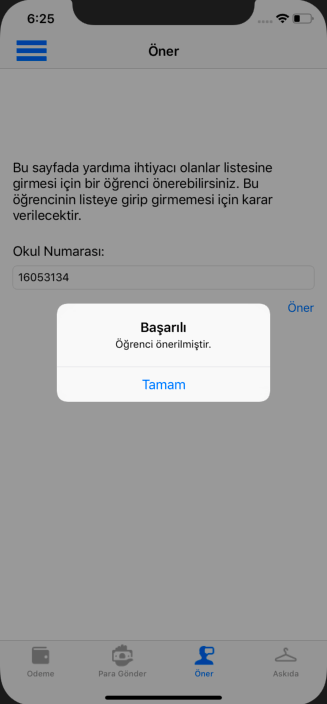 6:25
Öner
Bu sayfada yardıma ihtiyacı olanlar listesine
girmesi için bir öğrenci önerebilirsiniz. Bu
öğrencinin listeye girip girmemesi için karar
verilecektir.
Okul Numarası:
16053134
Öner
Başarılı
Öğrenci önerilmiştir.
Tamam
Odeme
Para Gönder
Öner
Askıda